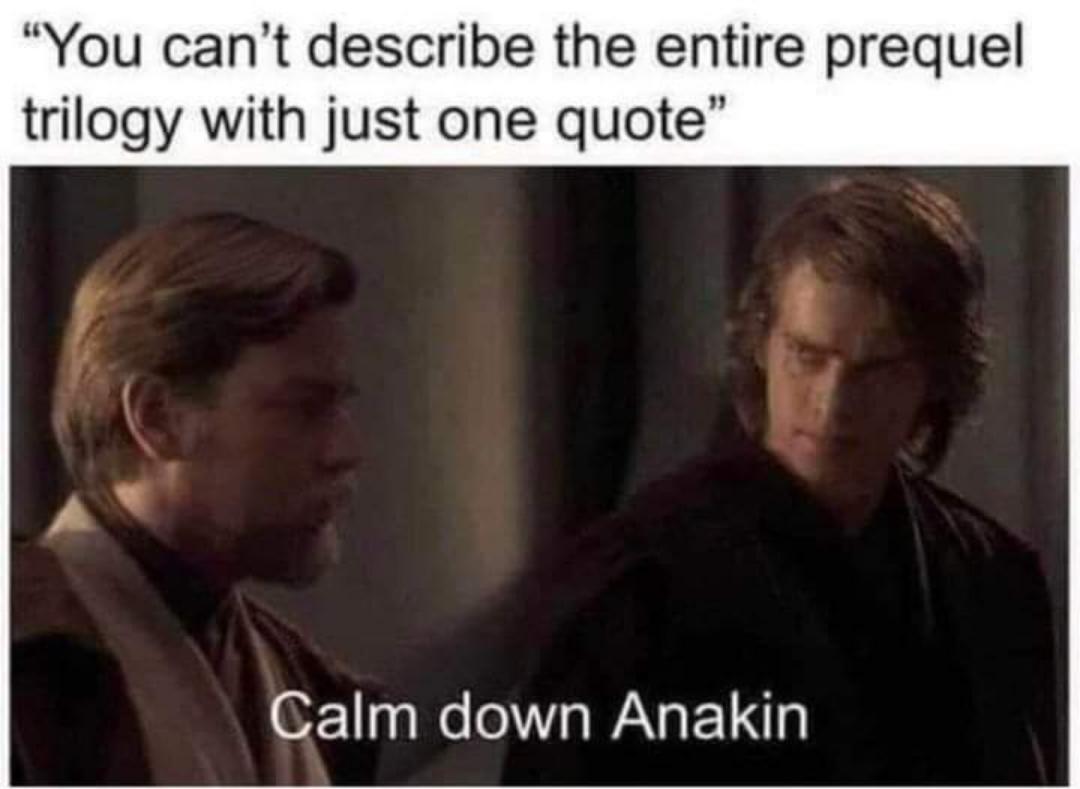 “You can’t describe the entire prequel
trilogy with just one quote”
Calm down Anakin